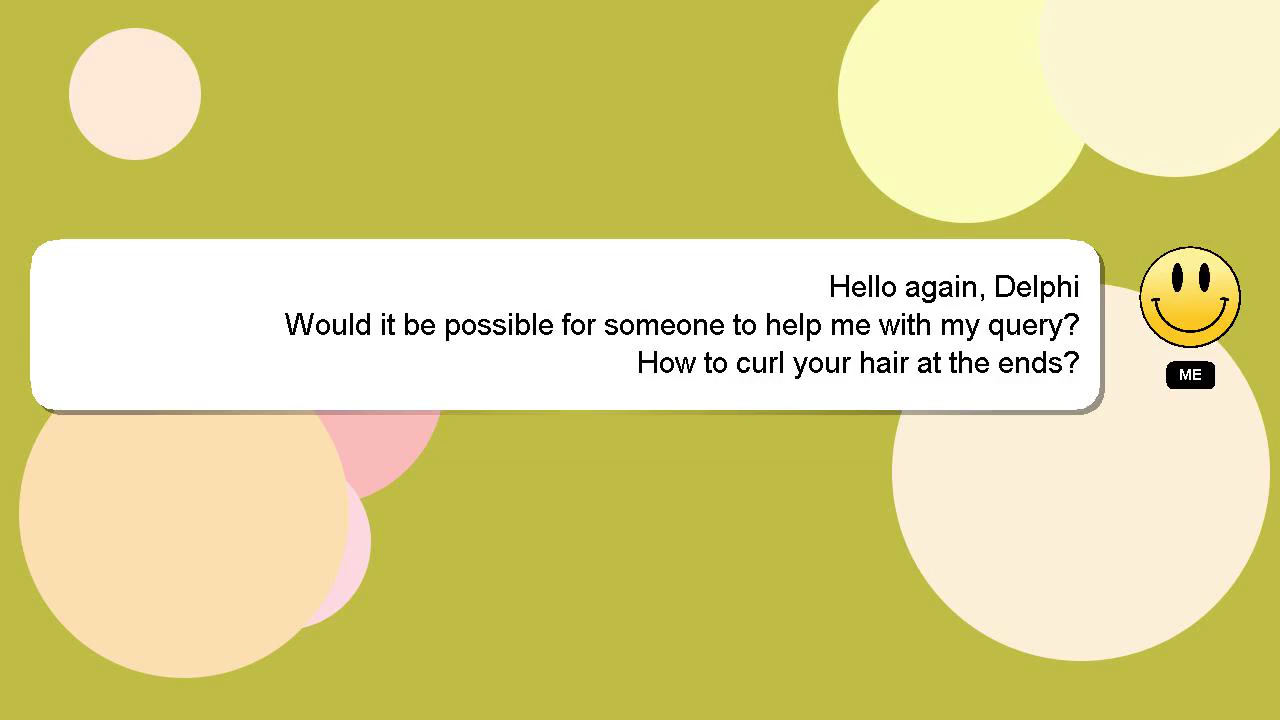 Hello again, Delphi
Would it be possible for someone to help me with my query?
How to curl your hair at the ends?
ME